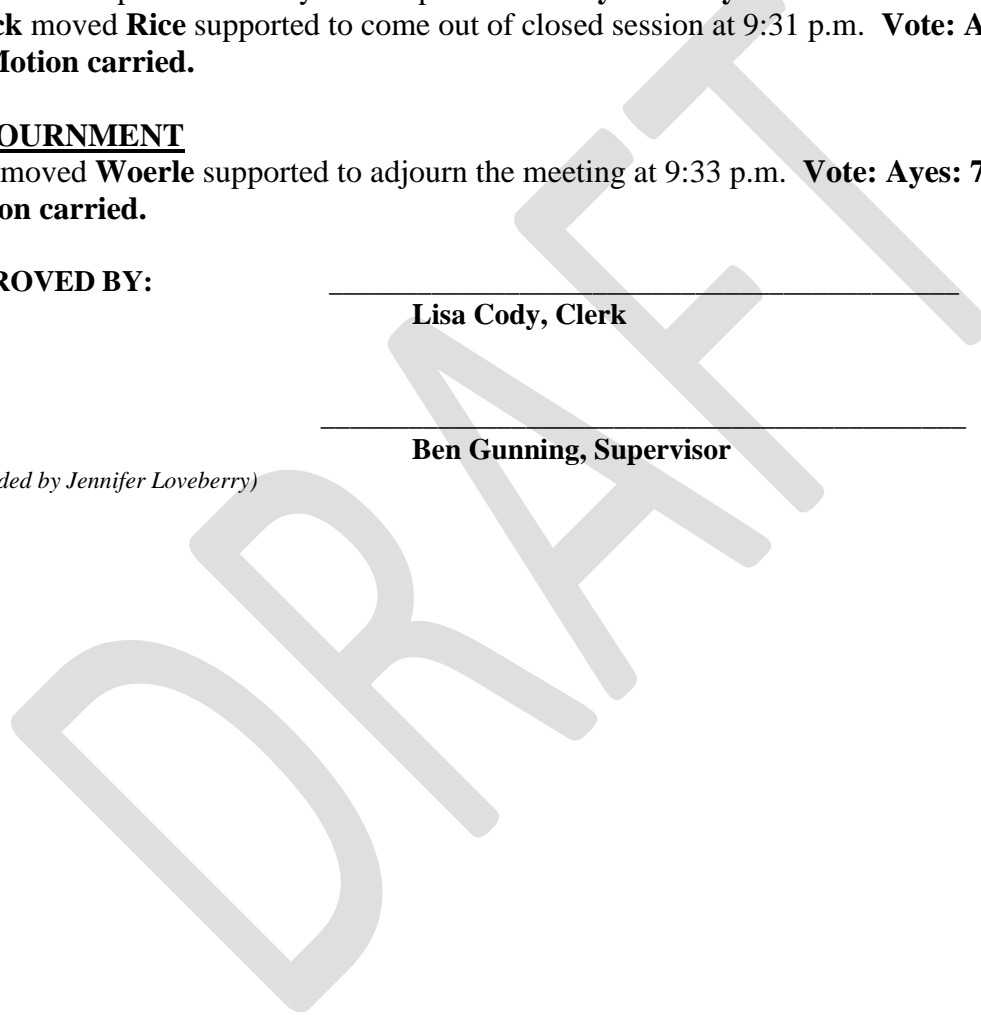 ck moved Rice supported to come out of closed session at 9:31 p.m. Vote: A
Motion carried.
OURNMENT
moved Woerle supported to adjourn the meeting at 9:33 p.m. Vote: Ayes: 7
on carried.
ROVED BY: ___________________________________________
Lisa Cody, Clerk
____________________________________________
Ben Gunning, Supervisor
ded by Jennifer Loveberry)
DRAFT